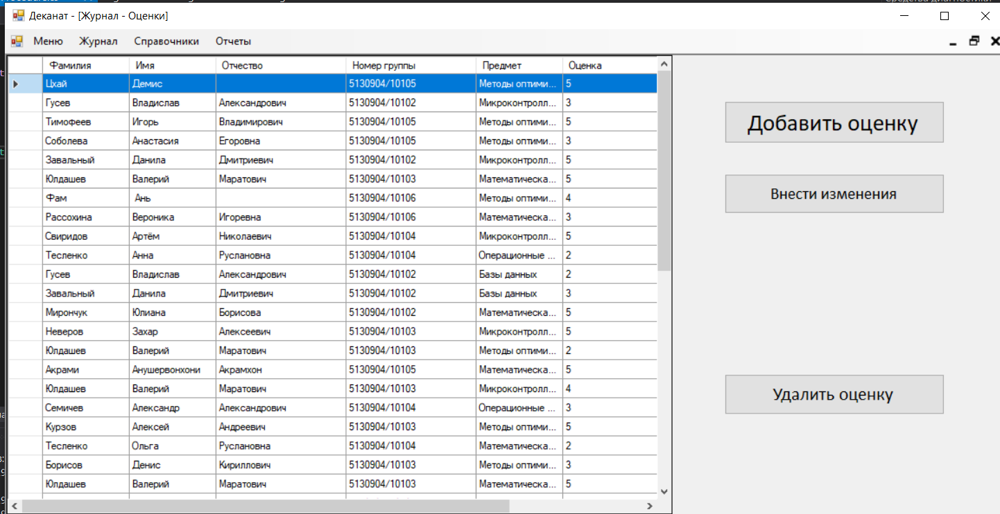 Деканат - [Журнал - Оценки]
Меню Журнал Справочники Отчеты
Фамилия Имя Отчество Номер группы Предмет Оценка
Цхай Демис 5130904/10105 Методы оптими... 5
Гусев Владислав Александрович 5130904/10102 Микроконтролл... 3
Тимофеев Игорь Владимирович 5130904/10105 Методы оптими... 5
Соболева Анастасия Егоровна 5130904/10105 Методы оптими... 3
Завальный Данила Дмитриевич 5130904/10102 Микроконтролл... 5
Юлдашев Валерий Маратович 5130904/10103 Математическа... 5
Фам Ань 5130904/10106 Методы оптими... 4
Рассохина Вероника Игоревна 5130904/10106 Математическа... 3
Свиридов Артём Николаевич 5130904/10104 Микроконтролл... 5
Тесленко Анна Руслановна 5130904/10104 Операционные ... 2
Гусев Владислав Александрович 5130904/10102 Базы данных 2
Завальный Данила Дмитриевич 5130904/10102 Базы данных 3
Мирончук Юлиана Борисова 5130904/10102 Математическа... 5
Неверов Захар Алексеевич 5130904/10103 Микроконтролл... 5
Юлдашев Валерий Маратович 5130904/10103 Методы оптими... 2
Акрами Анушервонхони Акрамхон 5130904/10105 Математическа... 5
Юлдашев Валерий Маратович 5130904/10103 Микроконтролл... 4
Семичев Александр Александрович 5130904/10104 Операционные ... 3
Курзов Алексей Андреевич 5130904/10103 Методы оптими... 5
Тесленко Ольга Руслановна 5130904/10104 Математическа... 2
Борисов Денис Кириллович 5130904/10103 Методы оптими... 3
Юлдашев Валерий Маратович 5130904/10103 Математическа... 5
Добавить оценку
Внести изменения
Удалить оценку